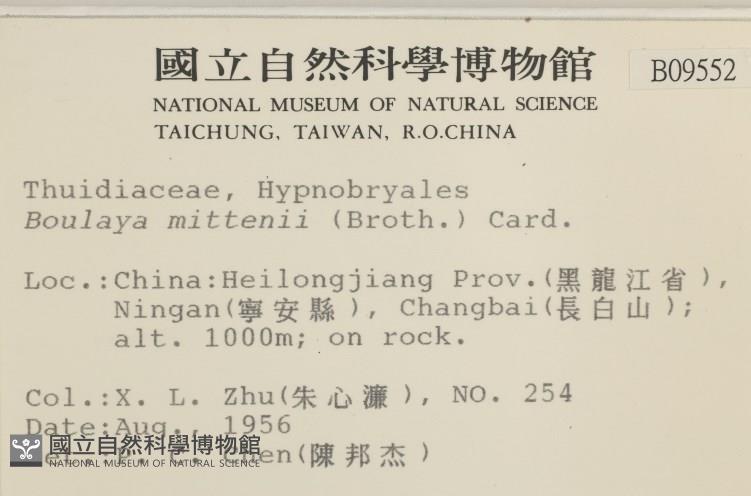 國立自然科學博物館
B09552
NATIONAL MUSEUM OF NATURAL SCIENCE
TAICHUNG, TAIWAN, R.O.CHINA
Thuidiaceae, Hypnobryales
Boulaya mittenii (Broth.) Card.
Loc.:China:Heilongjiang Prov.(黑龍江省),
Ningan(寧安縣), Changbai(長白山);
alt. 1000m; on rock.
Col.:X. L. Zhu(朱心濂), NO. 254
Date:Aug., 1956
Chen(陳邦杰)
國立自然科學博物館
NATIONAL MUSEUM OF NATURAL SCIENCE